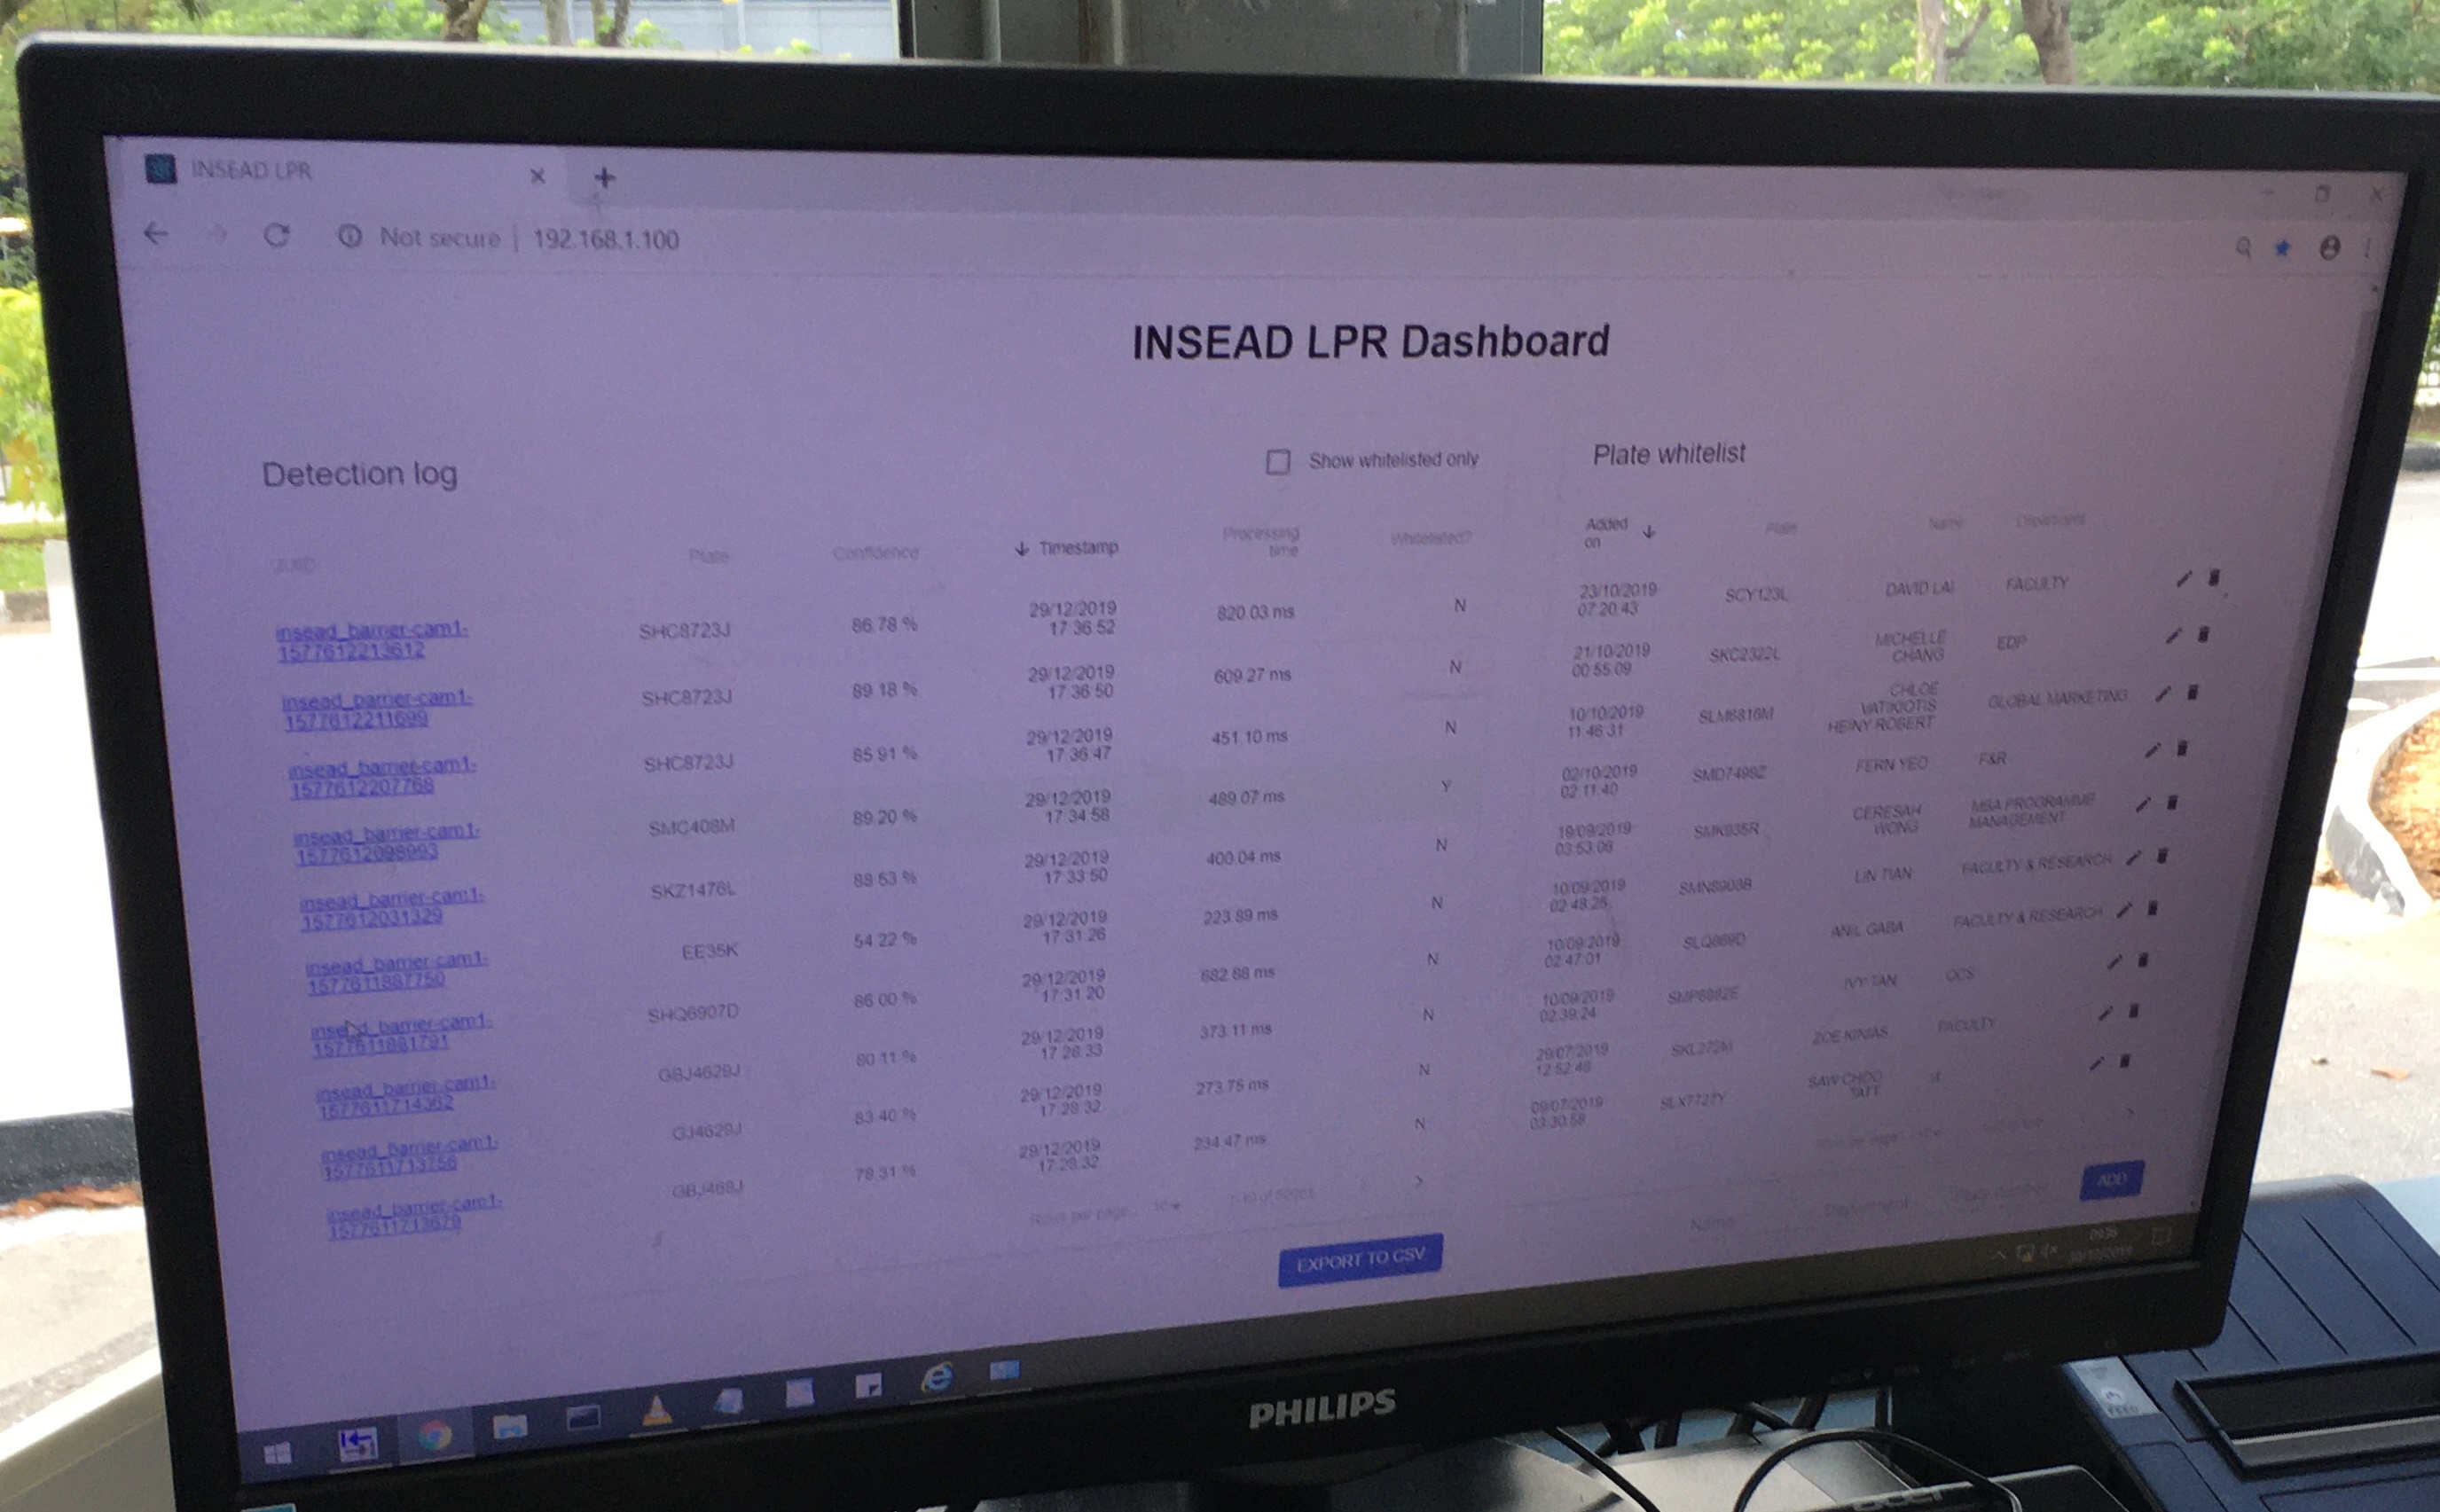 INSEAD LPR
Not secure | 192.168.1.100
INSEAD LPR Dashboard
Detection log
Show whitelisted only
Plate whitelist
UUID Plate Confidence Timestamp Processing time Whitelisted?
insead_barrier-cam1-1577612213612 SHC8723J 86.78 % 29/12/2019 17:36:52 820.03 ms N
insead_barrier-cam1-1577612211699 SHC8723J 89.18 % 29/12/2019 17:36:50 609.27 ms N
insead_barrier-cam1-1577612207768 SHC8723J 85.91 % 29/12/2019 17:36:47 451.10 ms N
insead_barrier-cam1-1577612098993 SMC408M 89.20 % 29/12/2019 17:34:58 489.07 ms Y
insead_barrier-cam1-1577612031329 SKZ1476L 88.53 % 29/12/2019 17:33:50 400.04 ms N
insead_barrier-cam1-1577611887750 EE35K 54.22 % 29/12/2019 17:31:26 223.89 ms N
insead_barrier-cam1-1577611881791 SHQ6907D 86.00 % 29/12/2019 17:31:20 682.68 ms N
insead_barrier-cam1-1577611714362 GBJ4629J 80.11 % 29/12/2019 17:28:33 373.11 ms N
insead_barrier-cam1-1577611713756 GJ4629J 83.40 % 29/12/2019 17:28:32 273.75 ms N
insead_barrier-cam1-1577611713679 GBJ468J 78.31 % 29/12/2019 17:28:32 234.47 ms N
Rows per page: 10
EXPORT TO CSV
Added on Plate Name Department
23/10/2019 07:20:43 SCY123L DAVID LAI FACULTY
21/10/2019 00:55:09 SKC2322L MICHELLE CHANG EDP
10/10/2019 11:46:31 SLM6816M CHLOE VATIKIOTIS HEINY ROBERT GLOBAL MARKETING
02/10/2019 02:11:40 SMD7499Z FERN YEO F&R
19/09/2019 03:53:06 SMK935R CERESAH WONG MBA PROGRAMME MANAGEMENT
10/09/2019 02:48:25 SMN8908B LIN TIAN FACULTY & RESEARCH
10/09/2019 02:47:01 SLQ869D ANIL GABA FACULTY & RESEARCH
10/09/2019 02:39:24 IVY TAN OCS
29/07/2019 12:52:48 SKL272M ZOE KINIAS FACULTY
09/07/2019 03:30:58 SLX7727Y SAW CHOO TATT IT
Name Department Plate number
ADD
PHILIPS
acer